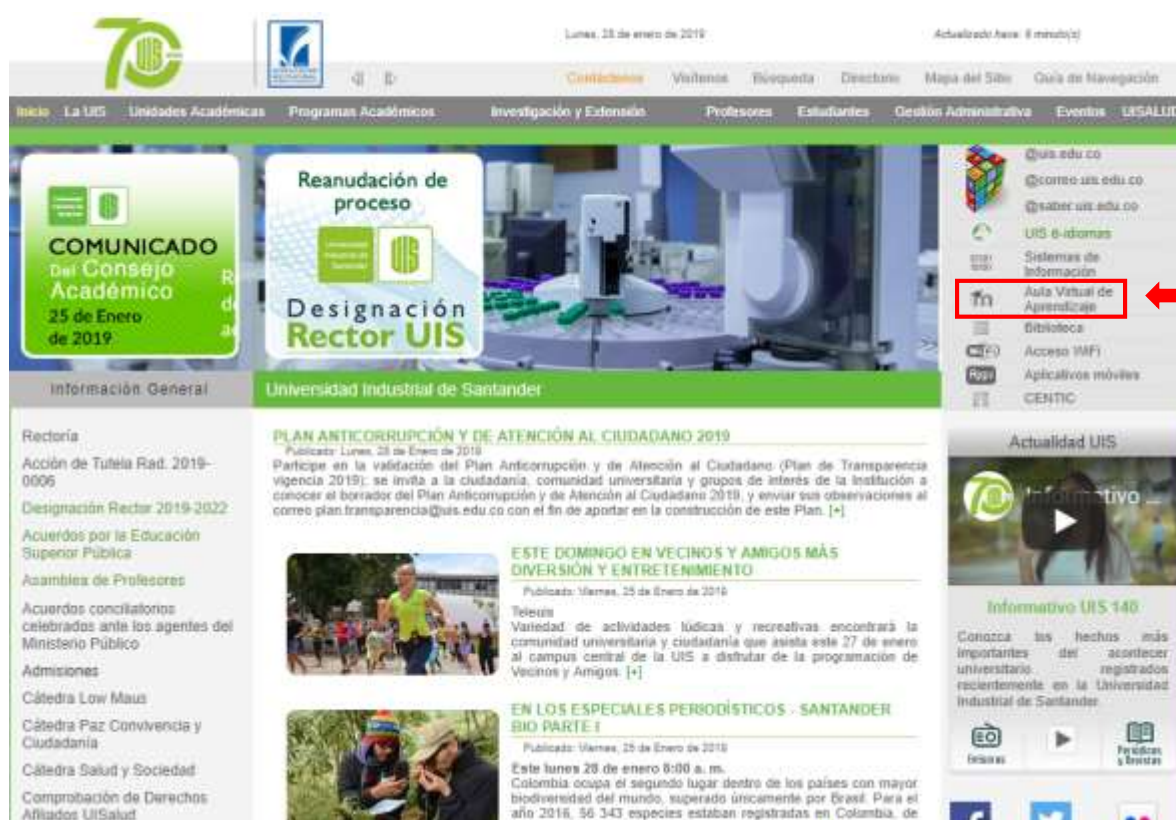 70
UIS
Lunes, 28 de enero de 2019
Actualizado hace: 6 minuto(s)
Contáctenos Visítenos Búsqueda Directorio Mapa del Sitio Guía de Navegación
Inicio La UIS Unidades Académicas Programas Académicos Investigación y Extensión Profesores Estudiantes Gestión Administrativa Eventos UISALUD
COMUNICADO
Del Consejo
Académico
25 de Enero
de 2019
Reanudación de
proceso
Universidad
Industrial de
Santander
UIS
Designación
Rector UIS
@uis.edu.co
@correo.uis.edu.co
@saber.uis.edu.co
UIS e-idiomas
Sistemas de
Información
Aula Virtual de
Aprendizaje
Biblioteca
Acceso WiFi
Aplicativos móviles
CENTIC
Información General
Rectoría
Acción de Tutela Rad. 2019-
0006
Designación Rector 2019-2022
Acuerdos por la Educación
Superior Pública
Asamblea de Profesores
Acuerdos conciliatorios
celebrados ante los agentes del
Ministerio Público
Admisiones
Cátedra Low Maus
Cátedra Paz Convivencia y
Ciudadanía
Cátedra Salud y Sociedad
Comprobación de Derechos
Afiliados UISalud
Universidad Industrial de Santander
PLAN ANTICORRUPCIÓN Y DE ATENCIÓN AL CIUDADANO 2019
Publicado: Lunes, 28 de Enero de 2019
Participe en la validación del Plan Anticorrupción y de Atención al Ciudadano (Plan de Transparencia
vigencia 2019); se invita a la ciudadanía, comunidad universitaria y grupos de interés de la Institución a
conocer el borrador del Plan Anticorrupción y de Atención al Ciudadano 2019, y enviar sus observaciones al
correo plan.transparencia@uis.edu.co con el fin de aportar en la construcción de este Plan. [+]
ESTE DOMINGO EN VECINOS Y AMIGOS MÁS
DIVERSIÓN Y ENTRETENIMIENTO
Publicado: Viernes, 25 de Enero de 2019
Teleuis
Variedad de actividades lúdicas y recreativas encontrará la
comunidad universitaria y ciudadanía que asista este 27 de enero
al campus central de la UIS a disfrutar de la programación de
Vecinos y Amigos. [+]
EN LOS ESPECIALES PERIODÍSTICOS - SANTANDER
BIO PARTE I
Publicado: Viernes, 25 de Enero de 2019
Este lunes 28 de enero 8:00 a. m.
Colombia ocupa el segundo lugar dentro de los países con mayor
biodiversidad del mundo, superado únicamente por Brasil. Para el
año 2016, 56 343 especies estaban registradas en Colombia, de
Actualidad UIS
Informativo ...
Informativo UIS 140
Conozca los hechos más
importantes del acontecer
universitario registrados
recientemente en la Universidad
Industrial de Santander
Emisoras
Periódicos
y Revistas